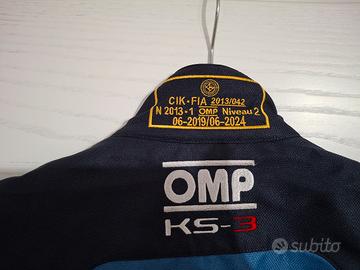 CIK-FIA 2013/042
N 2013-1 OMP Niveau 2
06-2019/06-2024
OMP
KS-3
subito